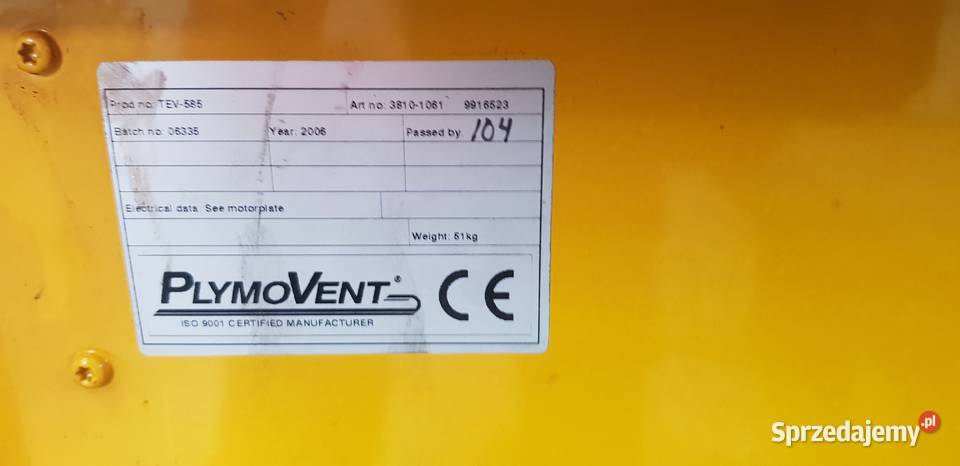 Prod no: TEV-585 Art no: 3810-1061 9916523
Batch no: 06335 Year: 2006 Passed by: 104
Electrical data: See motorplate
Weight: 51kg
PLYMOVENT® CE
ISO 9001 CERTIFIED MANUFACTURER
Sprzedajemy.pl